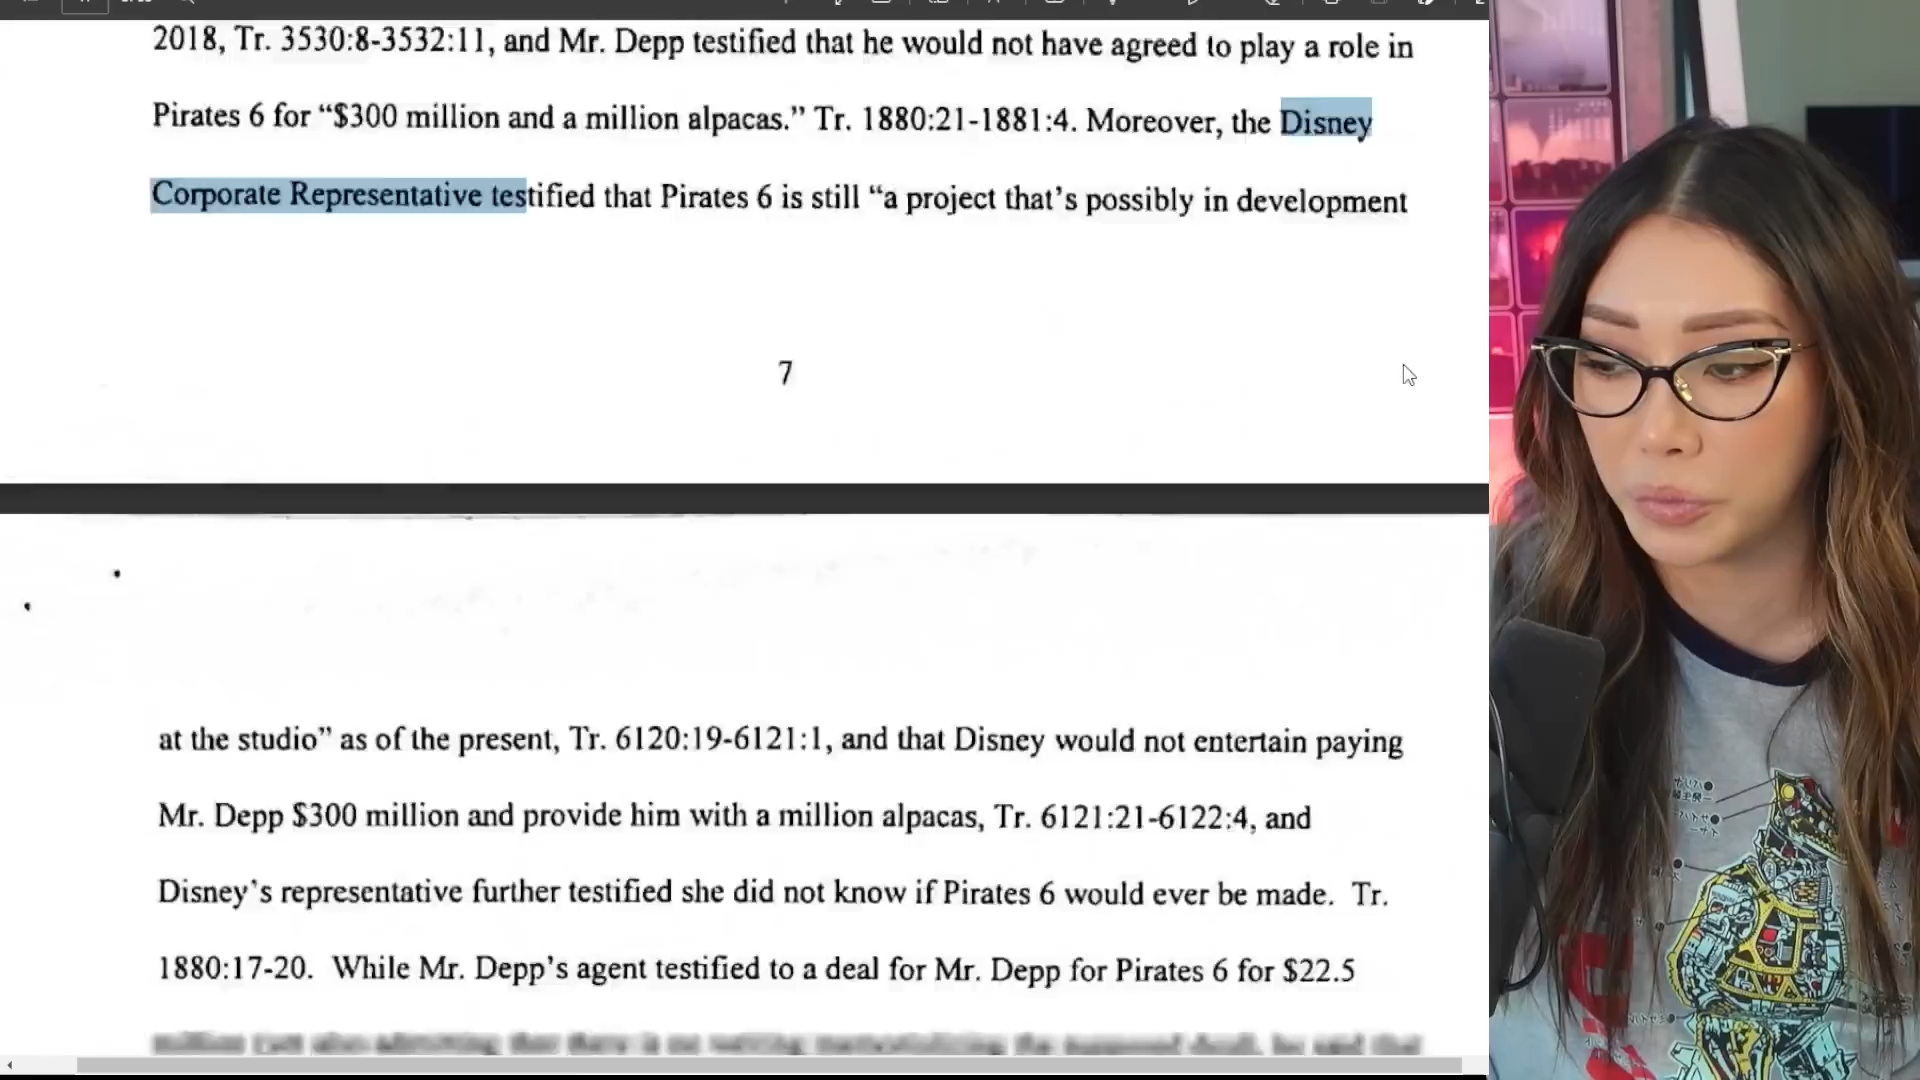 2018, Tr. 3530:8-3532:11, and Mr. Depp testified that he would not have agreed to play a role in
Pirates 6 for “$300 million and a million alpacas.” Tr. 1880:21-1881:4. Moreover, the Disney
Corporate Representative testified that Pirates 6 is still “a project that’s possibly in development
7
at the studio” as of the present, Tr. 6120:19-6121:1, and that Disney would not entertain paying
Mr. Depp $300 million and provide him with a million alpacas, Tr. 6121:21-6122:4, and
Disney’s representative further testified she did not know if Pirates 6 would ever be made. Tr.
1880:17-20. While Mr. Depp’s agent testified to a deal for Mr. Depp for Pirates 6 for $22.5